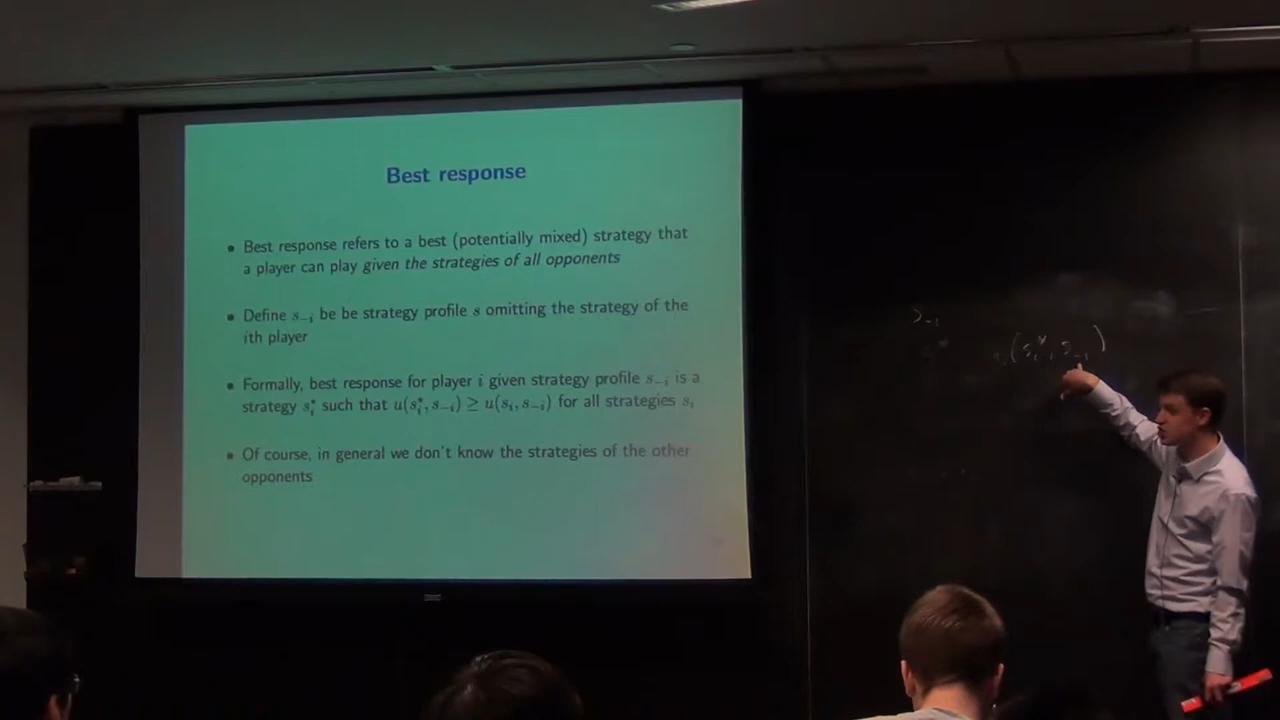 Best response
• Best response refers to a best (potentially mixed) strategy that
a player can play given the strategies of all opponents
• Define s₋ᵢ be be strategy profile s omitting the strategy of the
ith player
• Formally, best response for player i given strategy profile s₋ᵢ is a
strategy sᵢ* such that u(sᵢ*, s₋ᵢ) ≥ u(sᵢ, s₋ᵢ) for all strategies sᵢ
• Of course, in general we don't know the strategies of the other
opponents
(sᵢ*, s₋ᵢ)